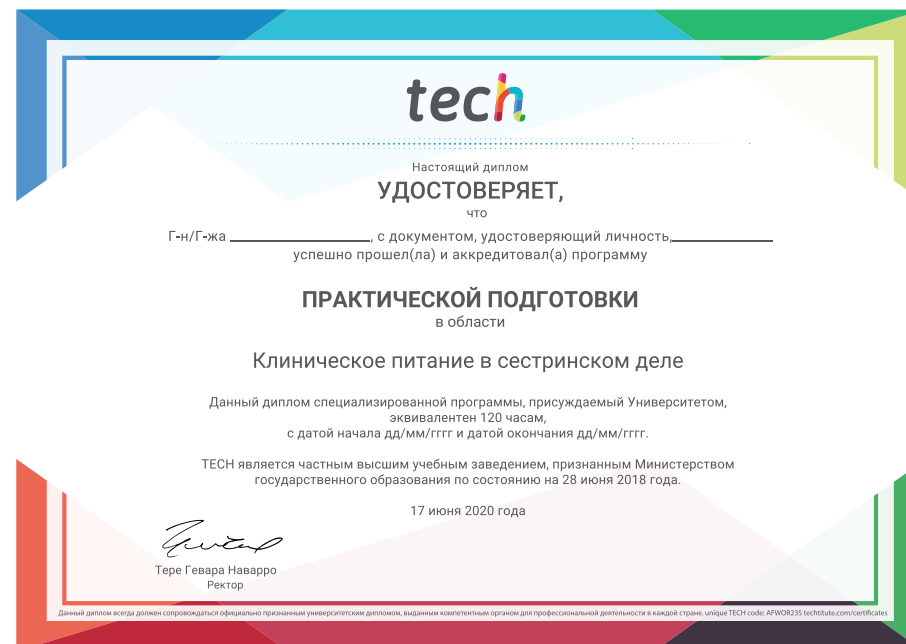 tech
Настоящий диплом
УДОСТОВЕРЯЕТ,
что
Г-н/Г-жа ____________________, с документом, удостоверяющий личность,_______________
успешно прошел(ла) и аккредитовал(а) программу
ПРАКТИЧЕСКОЙ ПОДГОТОВКИ
в области
Клиническое питание в сестринском деле
Данный диплом специализированной программы, присуждаемый Университетом,
эквивалентен 120 часам,
с датой начала дд/мм/гггг и датой окончания дд/мм/гггг.
TECH является частным высшим учебным заведением, признанным Министерством
государственного образования по состоянию на 28 июня 2018 года.
17 июня 2020 года
Тере Гевара Наварро
Ректор
Данный диплом всегда должен сопровождаться официально признанным университетским дипломом, выданным компетентным органом для профессиональной деятельности в каждой стране. unique TECH code: AFWOR23S techtitute.com/certificates